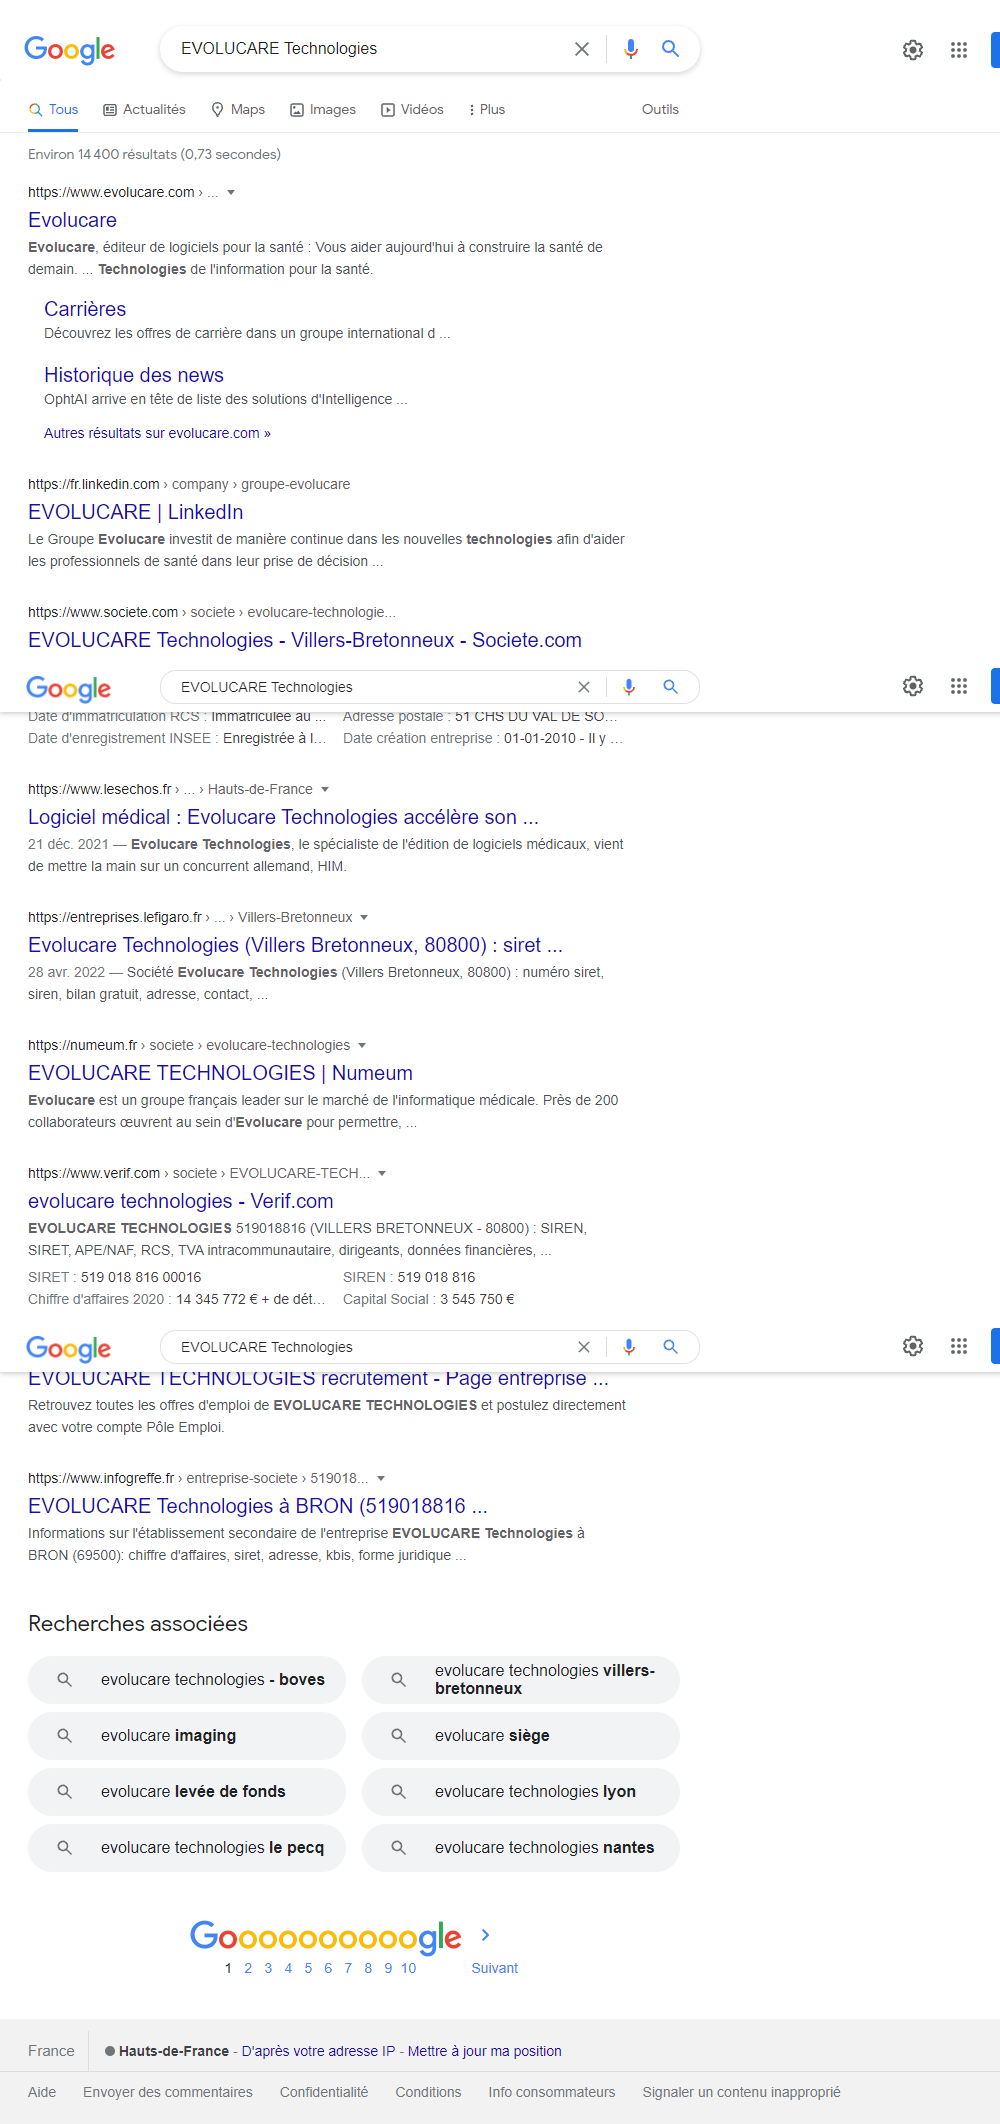 Google
EVOLUCARE Technologies
Tous
Actualités
Maps
Images
Vidéos
Plus
Outils
Environ 14 400 résultats (0,73 secondes)
https://www.evolucare.com › ...
Evolucare
Evolucare, éditeur de logiciels pour la santé : Vous aider aujourd'hui à construire la santé de
demain. ... Technologies de l'information pour la santé.
Carrières
Découvrez les offres de carrière dans un groupe international d ...
Historique des news
OphtAI arrive en tête de liste des solutions d'Intelligence ...
Autres résultats sur evolucare.com »
https://fr.linkedin.com › company › groupe-evolucare
EVOLUCARE | LinkedIn
Le Groupe Evolucare investit de manière continue dans les nouvelles technologies afin d'aider
les professionnels de santé dans leur prise de décision ...
https://www.societe.com › societe › evolucare-technologie...
EVOLUCARE Technologies - Villers-Bretonneux - Societe.com
Google
EVOLUCARE Technologies
Date d'immatriculation RCS : Immatriculée au ...
Adresse postale : 51 CHS DU VAL DE SO...
Date d'enregistrement INSEE : Enregistrée à l...
Date création entreprise : 01-01-2010 - Il y ...
https://www.lesechos.fr › ... › Hauts-de-France
Logiciel médical : Evolucare Technologies accélère son ...
21 déc. 2021 — Evolucare Technologies, le spécialiste de l'édition de logiciels médicaux, vient
de mettre la main sur un concurrent allemand, HIM.
https://entreprises.lefigaro.fr › ... › Villers-Bretonneux
Evolucare Technologies (Villers Bretonneux, 80800) : siret ...
28 avr. 2022 — Société Evolucare Technologies (Villers Bretonneux, 80800) : numéro siret,
siren, bilan gratuit, adresse, contact, ...
https://numeum.fr › societe › evolucare-technologies
EVOLUCARE TECHNOLOGIES | Numeum
Evolucare est un groupe français leader sur le marché de l'informatique médicale. Près de 200
collaborateurs œuvrent au sein d'Evolucare pour permettre, ...
https://www.verif.com › societe › EVOLUCARE-TECH...
evolucare technologies - Verif.com
EVOLUCARE TECHNOLOGIES 519018816 (VILLERS BRETONNEUX - 80800) : SIREN,
SIRET, APE/NAF, RCS, TVA intracommunautaire, dirigeants, données financières, ...
SIRET : 519 018 816 00016
SIREN : 519 018 816
Chiffre d'affaires 2020 : 14 345 772 € + de dét...
Capital Social : 3 545 750 €
Google
EVOLUCARE Technologies
EVOLUCARE TECHNOLOGIES recrutement - Page entreprise ...
Retrouvez toutes les offres d'emploi de EVOLUCARE TECHNOLOGIES et postulez directement
avec votre compte Pôle Emploi.
https://www.infogreffe.fr › entreprise-societe › 519018...
EVOLUCARE Technologies à BRON (519018816 ...
Informations sur l'établissement secondaire de l'entreprise EVOLUCARE Technologies à
BRON (69500): chiffre d'affaires, siret, adresse, kbis, forme juridique ...
Recherches associées
evolucare technologies - boves
evolucare technologies villers-
bretonneux
evolucare imaging
evolucare siège
evolucare levée de fonds
evolucare technologies lyon
evolucare technologies le pecq
evolucare technologies nantes
Goooooooooogle
1 2 3 4 5 6 7 8 9 10 Suivant
France
Hauts-de-France - D'après votre adresse IP - Mettre à jour ma position
Aide
Envoyer des commentaires
Confidentialité
Conditions
Info consommateurs
Signaler un contenu inapproprié